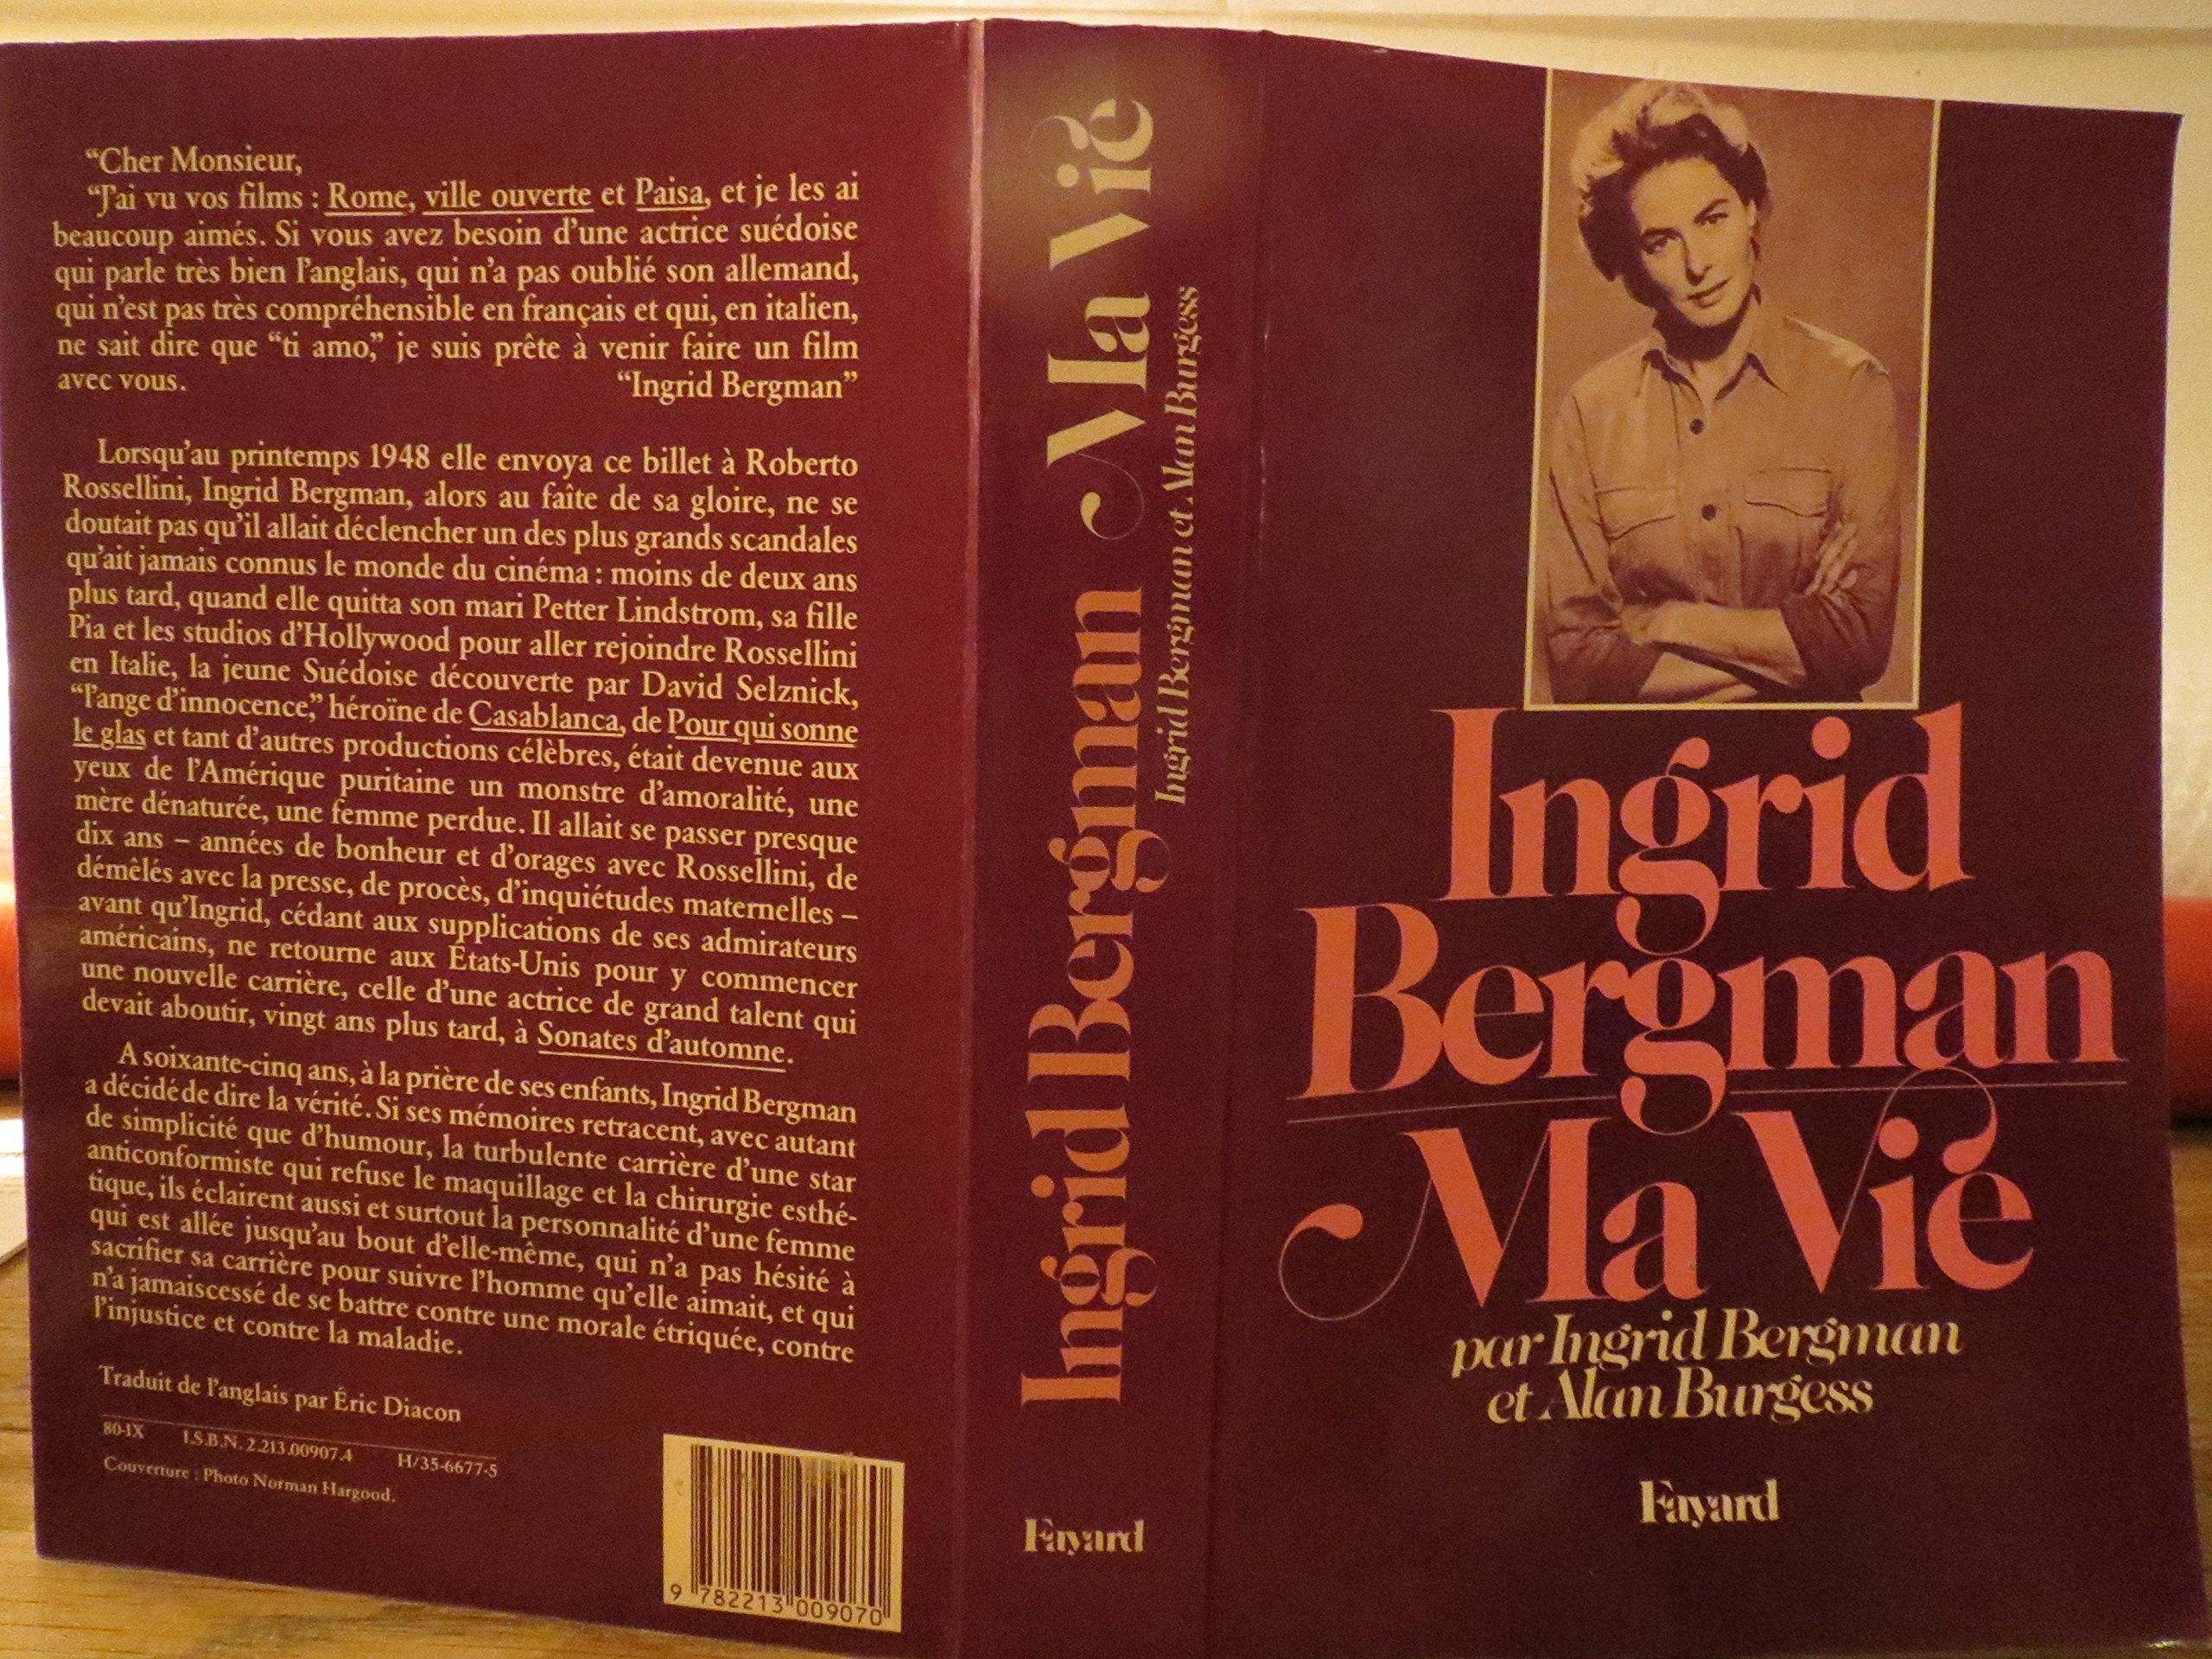 “Cher Monsieur,
“J'ai vu vos films : Rome, ville ouverte et Paisa, et je les ai
beaucoup aimés. Si vous avez besoin d'une actrice suédoise
qui parle très bien l'anglais, qui n'a pas oublié son allemand,
qui n'est pas très compréhensible en français et qui, en italien,
ne sait dire que “ti amo,” je suis prête à venir faire un film
avec vous. “Ingrid Bergman”
Lorsqu'au printemps 1948 elle envoya ce billet à Roberto
Rossellini, Ingrid Bergman, alors au faîte de sa gloire, ne se
doutait pas qu'il allait déclencher un des plus grands scandales
qu'ait jamais connus le monde du cinéma : moins de deux ans
plus tard, quand elle quitta son mari Petter Lindstrom, sa fille
Pia et les studios d'Hollywood pour aller rejoindre Rossellini
en Italie, la jeune Suédoise découverte par David Selznick,
“l'ange d'innocence,” héroïne de Casablanca, de Pour qui sonne
le glas et tant d'autres productions célèbres, était devenue aux
yeux de l'Amérique puritaine un monstre d'amoralité, une
mère dénaturée, une femme perdue. Il allait se passer presque
dix ans – années de bonheur et d'orages avec Rossellini, de
démêlés avec la presse, de procès, d'inquiétudes maternelles –
avant qu'Ingrid, cédant aux supplications de ses admirateurs
américains, ne retourne aux États-Unis pour y commencer
une nouvelle carrière, celle d'une actrice de grand talent qui
devait aboutir, vingt ans plus tard, à Sonates d'automne.
A soixante-cinq ans, à la prière de ses enfants, Ingrid Bergman
a décidé de dire la vérité. Si ses mémoires retracent, avec autant
de simplicité que d'humour, la turbulente carrière d'une star
anticonformiste qui refuse le maquillage et la chirurgie esthé-
tique, ils éclairent aussi et surtout la personnalité d'une femme
qui est allée jusqu'au bout d'elle-même, qui n'a pas hésité à
sacrifier sa carrière pour suivre l'homme qu'elle aimait, et qui
n'a jamais cessé de se battre contre une morale étriquée, contre
l'injustice et contre la maladie.
Traduit de l'anglais par Éric Diacon
80-IX I.S.B.N. 2.213.00907.4 H/35-6677-5
Couverture : Photo Norman Hargood.
9 782213 009070
Ingrid Bergman Ma Vie
Ingrid Bergman et Alan Burgess
Fayard
Ingrid
Bergman
Ma Vie
par Ingrid Bergman
et Alan Burgess
Fayard